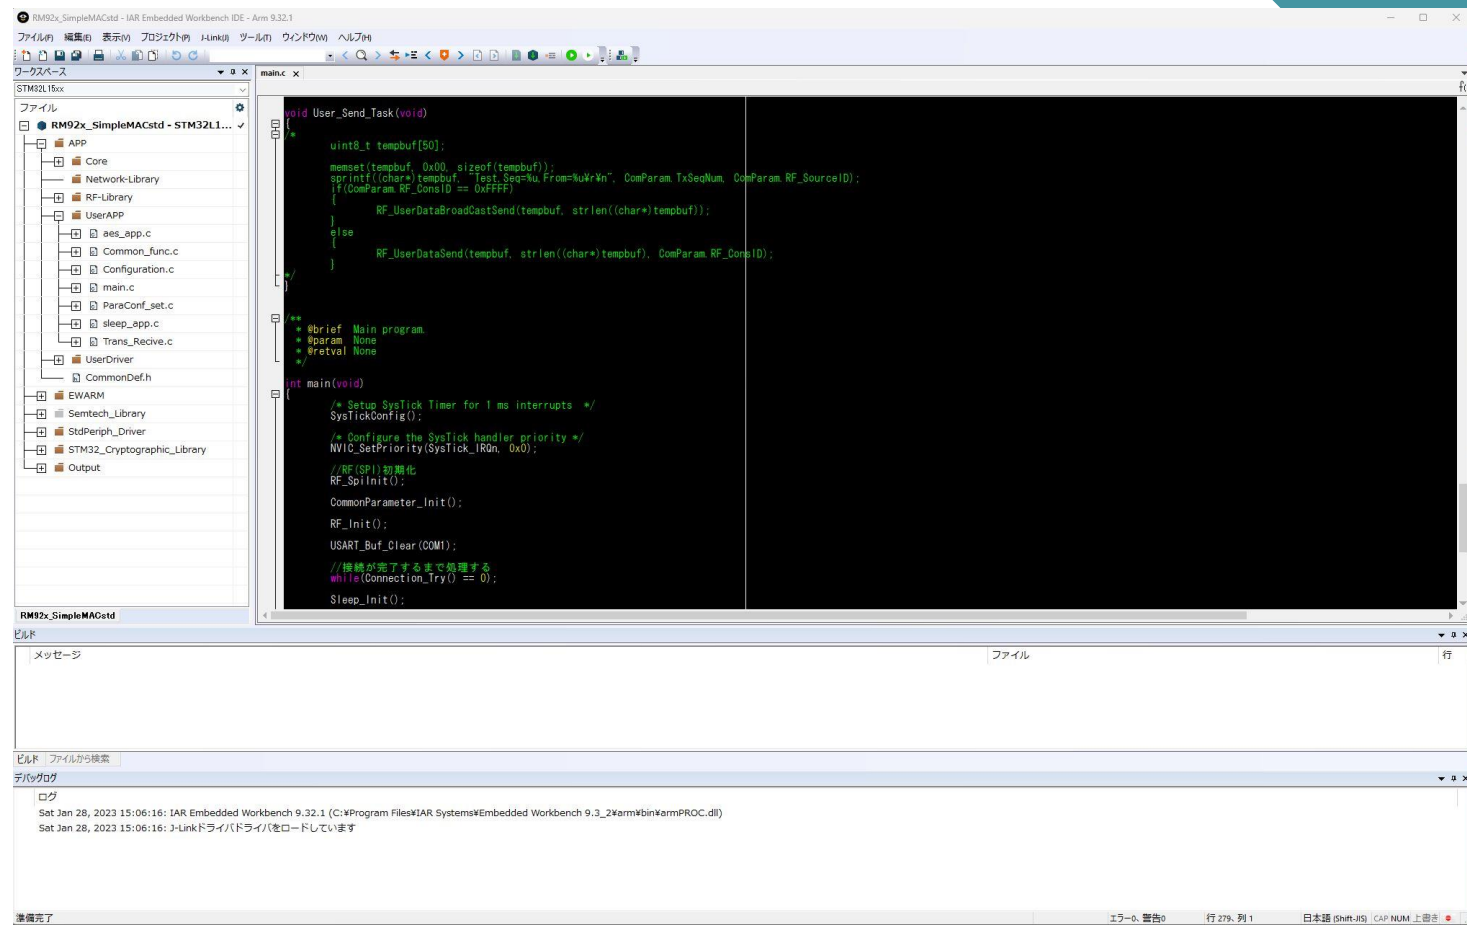 RM92x_SimpleMACstd - IAR Embedded Workbench IDE - Arm 9.32.1
ファイル(F) 編集(E) 表示(V) プロジェクト(P) J-Link(J) ツール(T) ウィンドウ(W) ヘルプ(H)
ワークスペース
main.c
STM32L15xx
ファイル
RM92x_SimpleMACstd - STM32L1...
APP
Core
Network-Library
RF-Library
UserAPP
aes_app.c
Common_func.c
Configuration.c
main.c
ParaConf_set.c
sleep_app.c
Trans_Recive.c
UserDriver
CommonDef.h
EWARM
Semtech_Library
StdPeriph_Driver
STM32_Cryptographic_Library
Output
RM92x_SimpleMACstd
void User_Send_Task(void)
{
/*
uint8_t tempbuf[50];
memset(tempbuf, 0x00, sizeof(tempbuf));
sprintf((char*)tempbuf, "Test,Seq=%u,From=%u¥r¥n", ComParam.TxSeqNum, ComParam.RF_SourceID);
if(ComParam.RF_ConsID == 0xFFFF)
{
RF_UserDataBroadCastSend(tempbuf, strlen((char*)tempbuf));
}
else
{
RF_UserDataSend(tempbuf, strlen((char*)tempbuf), ComParam.RF_ConsID);
}
*/
}
/**
* @brief Main program.
* @param None
* @retval None
*/
int main(void)
{
/* Setup SysTick Timer for 1 ms interrupts */
SysTickConfig();
/* Configure the SysTick handler priority */
NVIC_SetPriority(SysTick_IRQn, 0x0);
//RF(SPI)初期化
RF_SpiInit();
CommonParameter_Init();
RF_Init();
USART_Buf_Clear(COM1);
//接続が完了するまで処理する
while(Connection_Try() == 0);
Sleep_Init();
ビルド
メッセージ ファイル 行
ビルド ファイルから検索
デバッグログ
ログ
Sat Jan 28, 2023 15:06:16: IAR Embedded Workbench 9.32.1 (C:¥Program Files¥IAR Systems¥Embedded Workbench 9.3_2¥arm¥bin¥armPROC.dll)
Sat Jan 28, 2023 15:06:16: J-Linkドライバドライバをロードしています
準備完了 エラー0、警告0 行 279、列 1 日本語 (Shift-JIS) CAP NUM 上書き